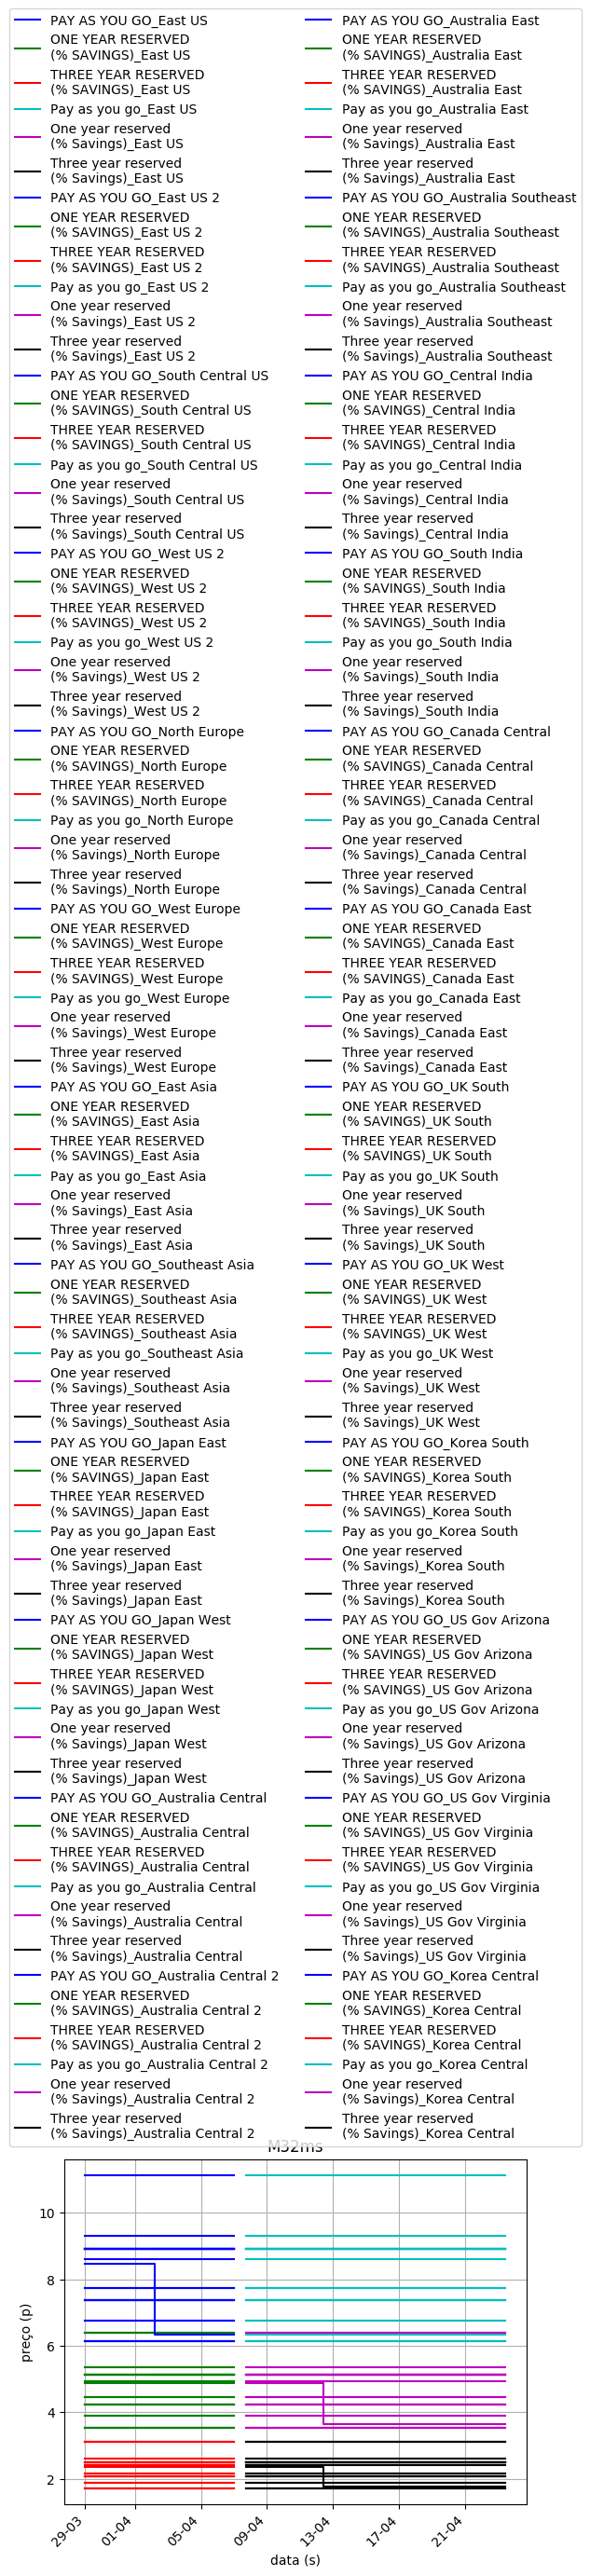 PAY AS YOU GO_East US
ONE YEAR RESERVED
(% SAVINGS)_East US
THREE YEAR RESERVED
(% SAVINGS)_East US
Pay as you go_East US
One year reserved
(% Savings)_East US
Three year reserved
(% Savings)_East US
PAY AS YOU GO_East US 2
ONE YEAR RESERVED
(% SAVINGS)_East US 2
THREE YEAR RESERVED
(% SAVINGS)_East US 2
Pay as you go_East US 2
One year reserved
(% Savings)_East US 2
Three year reserved
(% Savings)_East US 2
PAY AS YOU GO_South Central US
ONE YEAR RESERVED
(% SAVINGS)_South Central US
THREE YEAR RESERVED
(% SAVINGS)_South Central US
Pay as you go_South Central US
One year reserved
(% Savings)_South Central US
Three year reserved
(% Savings)_South Central US
PAY AS YOU GO_West US 2
ONE YEAR RESERVED
(% SAVINGS)_West US 2
THREE YEAR RESERVED
(% SAVINGS)_West US 2
Pay as you go_West US 2
One year reserved
(% Savings)_West US 2
Three year reserved
(% Savings)_West US 2
PAY AS YOU GO_North Europe
ONE YEAR RESERVED
(% SAVINGS)_North Europe
THREE YEAR RESERVED
(% SAVINGS)_North Europe
Pay as you go_North Europe
One year reserved
(% Savings)_North Europe
Three year reserved
(% Savings)_North Europe
PAY AS YOU GO_West Europe
ONE YEAR RESERVED
(% SAVINGS)_West Europe
THREE YEAR RESERVED
(% SAVINGS)_West Europe
Pay as you go_West Europe
One year reserved
(% Savings)_West Europe
Three year reserved
(% Savings)_West Europe
PAY AS YOU GO_East Asia
ONE YEAR RESERVED
(% SAVINGS)_East Asia
THREE YEAR RESERVED
(% SAVINGS)_East Asia
Pay as you go_East Asia
One year reserved
(% Savings)_East Asia
Three year reserved
(% Savings)_East Asia
PAY AS YOU GO_Southeast Asia
ONE YEAR RESERVED
(% SAVINGS)_Southeast Asia
THREE YEAR RESERVED
(% SAVINGS)_Southeast Asia
Pay as you go_Southeast Asia
One year reserved
(% Savings)_Southeast Asia
Three year reserved
(% Savings)_Southeast Asia
PAY AS YOU GO_Japan East
ONE YEAR RESERVED
(% SAVINGS)_Japan East
THREE YEAR RESERVED
(% SAVINGS)_Japan East
Pay as you go_Japan East
One year reserved
(% Savings)_Japan East
Three year reserved
(% Savings)_Japan East
PAY AS YOU GO_Japan West
ONE YEAR RESERVED
(% SAVINGS)_Japan West
THREE YEAR RESERVED
(% SAVINGS)_Japan West
Pay as you go_Japan West
One year reserved
(% Savings)_Japan West
Three year reserved
(% Savings)_Japan West
PAY AS YOU GO_Australia Central
ONE YEAR RESERVED
(% SAVINGS)_Australia Central
THREE YEAR RESERVED
(% SAVINGS)_Australia Central
Pay as you go_Australia Central
One year reserved
(% Savings)_Australia Central
Three year reserved
(% Savings)_Australia Central
PAY AS YOU GO_Australia Central 2
ONE YEAR RESERVED
(% SAVINGS)_Australia Central 2
THREE YEAR RESERVED
(% SAVINGS)_Australia Central 2
Pay as you go_Australia Central 2
One year reserved
(% Savings)_Australia Central 2
Three year reserved
(% Savings)_Australia Central 2
PAY AS YOU GO_Australia East
ONE YEAR RESERVED
(% SAVINGS)_Australia East
THREE YEAR RESERVED
(% SAVINGS)_Australia East
Pay as you go_Australia East
One year reserved
(% Savings)_Australia East
Three year reserved
(% Savings)_Australia East
PAY AS YOU GO_Australia Southeast
ONE YEAR RESERVED
(% SAVINGS)_Australia Southeast
THREE YEAR RESERVED
(% SAVINGS)_Australia Southeast
Pay as you go_Australia Southeast
One year reserved
(% Savings)_Australia Southeast
Three year reserved
(% Savings)_Australia Southeast
PAY AS YOU GO_Central India
ONE YEAR RESERVED
(% SAVINGS)_Central India
THREE YEAR RESERVED
(% SAVINGS)_Central India
Pay as you go_Central India
One year reserved
(% Savings)_Central India
Three year reserved
(% Savings)_Central India
PAY AS YOU GO_South India
ONE YEAR RESERVED
(% SAVINGS)_South India
THREE YEAR RESERVED
(% SAVINGS)_South India
Pay as you go_South India
One year reserved
(% Savings)_South India
Three year reserved
(% Savings)_South India
PAY AS YOU GO_Canada Central
ONE YEAR RESERVED
(% SAVINGS)_Canada Central
THREE YEAR RESERVED
(% SAVINGS)_Canada Central
Pay as you go_Canada Central
One year reserved
(% Savings)_Canada Central
Three year reserved
(% Savings)_Canada Central
PAY AS YOU GO_Canada East
ONE YEAR RESERVED
(% SAVINGS)_Canada East
THREE YEAR RESERVED
(% SAVINGS)_Canada East
Pay as you go_Canada East
One year reserved
(% Savings)_Canada East
Three year reserved
(% Savings)_Canada East
PAY AS YOU GO_UK South
ONE YEAR RESERVED
(% SAVINGS)_UK South
THREE YEAR RESERVED
(% SAVINGS)_UK South
Pay as you go_UK South
One year reserved
(% Savings)_UK South
Three year reserved
(% Savings)_UK South
PAY AS YOU GO_UK West
ONE YEAR RESERVED
(% SAVINGS)_UK West
THREE YEAR RESERVED
(% SAVINGS)_UK West
Pay as you go_UK West
One year reserved
(% Savings)_UK West
Three year reserved
(% Savings)_UK West
PAY AS YOU GO_Korea South
ONE YEAR RESERVED
(% SAVINGS)_Korea South
THREE YEAR RESERVED
(% SAVINGS)_Korea South
Pay as you go_Korea South
One year reserved
(% Savings)_Korea South
Three year reserved
(% Savings)_Korea South
PAY AS YOU GO_US Gov Arizona
ONE YEAR RESERVED
(% SAVINGS)_US Gov Arizona
THREE YEAR RESERVED
(% SAVINGS)_US Gov Arizona
Pay as you go_US Gov Arizona
One year reserved
(% Savings)_US Gov Arizona
Three year reserved
(% Savings)_US Gov Arizona
PAY AS YOU GO_US Gov Virginia
ONE YEAR RESERVED
(% SAVINGS)_US Gov Virginia
THREE YEAR RESERVED
(% SAVINGS)_US Gov Virginia
Pay as you go_US Gov Virginia
One year reserved
(% Savings)_US Gov Virginia
Three year reserved
(% Savings)_US Gov Virginia
PAY AS YOU GO_Korea Central
ONE YEAR RESERVED
(% SAVINGS)_Korea Central
THREE YEAR RESERVED
(% SAVINGS)_Korea Central
Pay as you go_Korea Central
One year reserved
(% Savings)_Korea Central
Three year reserved
(% Savings)_Korea Central
M32ms
10
8
6
4
2
preço (p)
29-03
01-04
05-04
09-04
13-04
17-04
21-04
data (s)